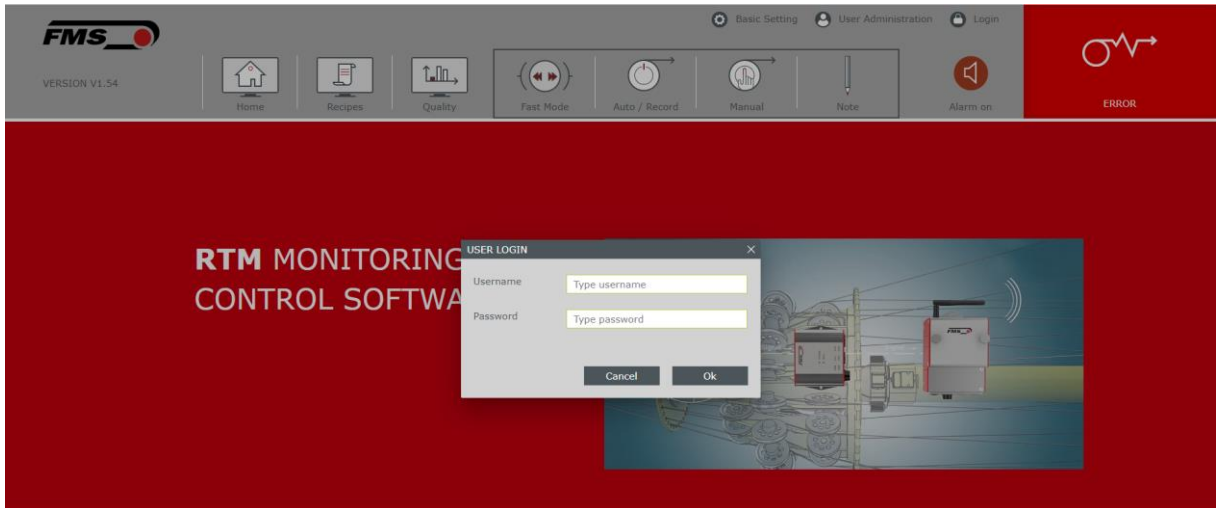 FMS
Basic Setting User Administration Login
VERSION V1.54
Home Recipes Quality Fast Mode Auto / Record Manual Note Alarm on ERROR
RTM MONITORING
CONTROL SOFTWA
USER LOGIN
Username Type username
Password Type password
Cancel Ok
FMS